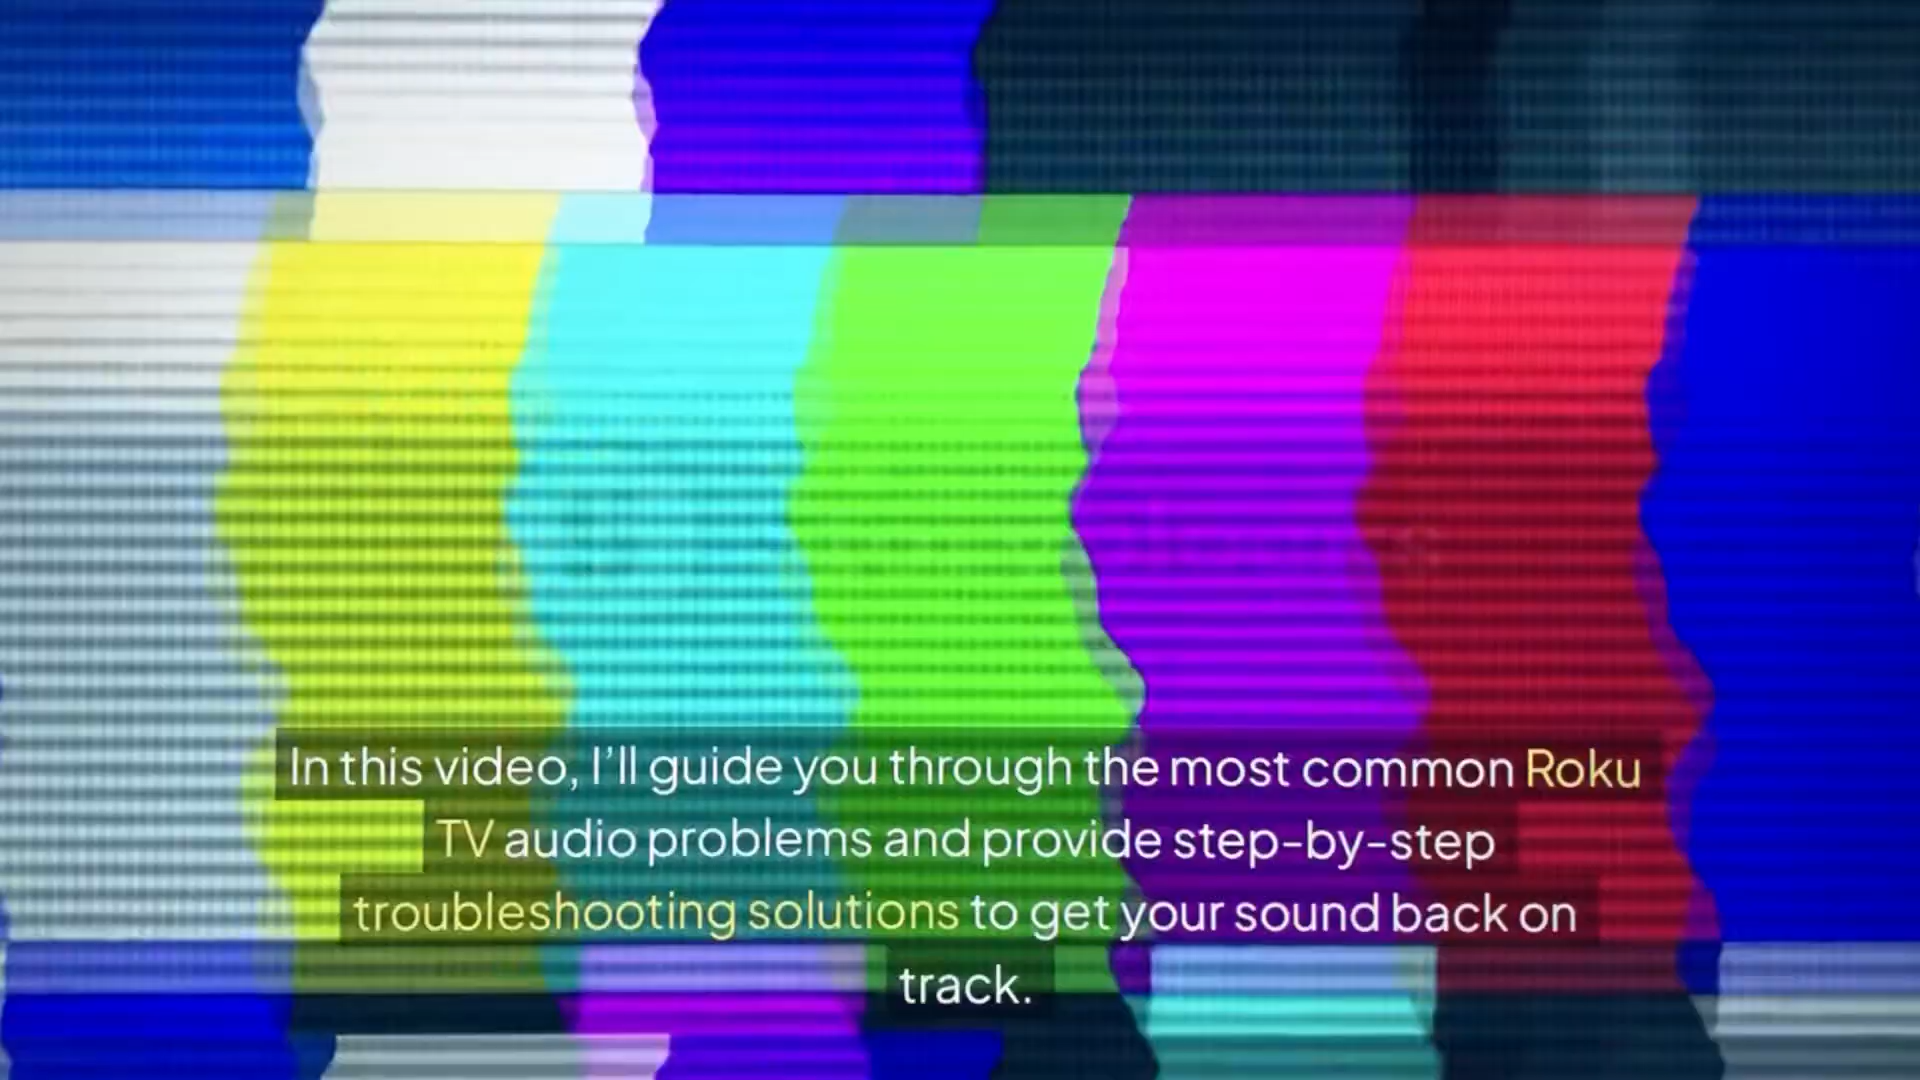 In this video, I’ll guide you through the most common Roku
TV audio problems and provide step-by-step
troubleshooting solutions to get your sound back on
track.